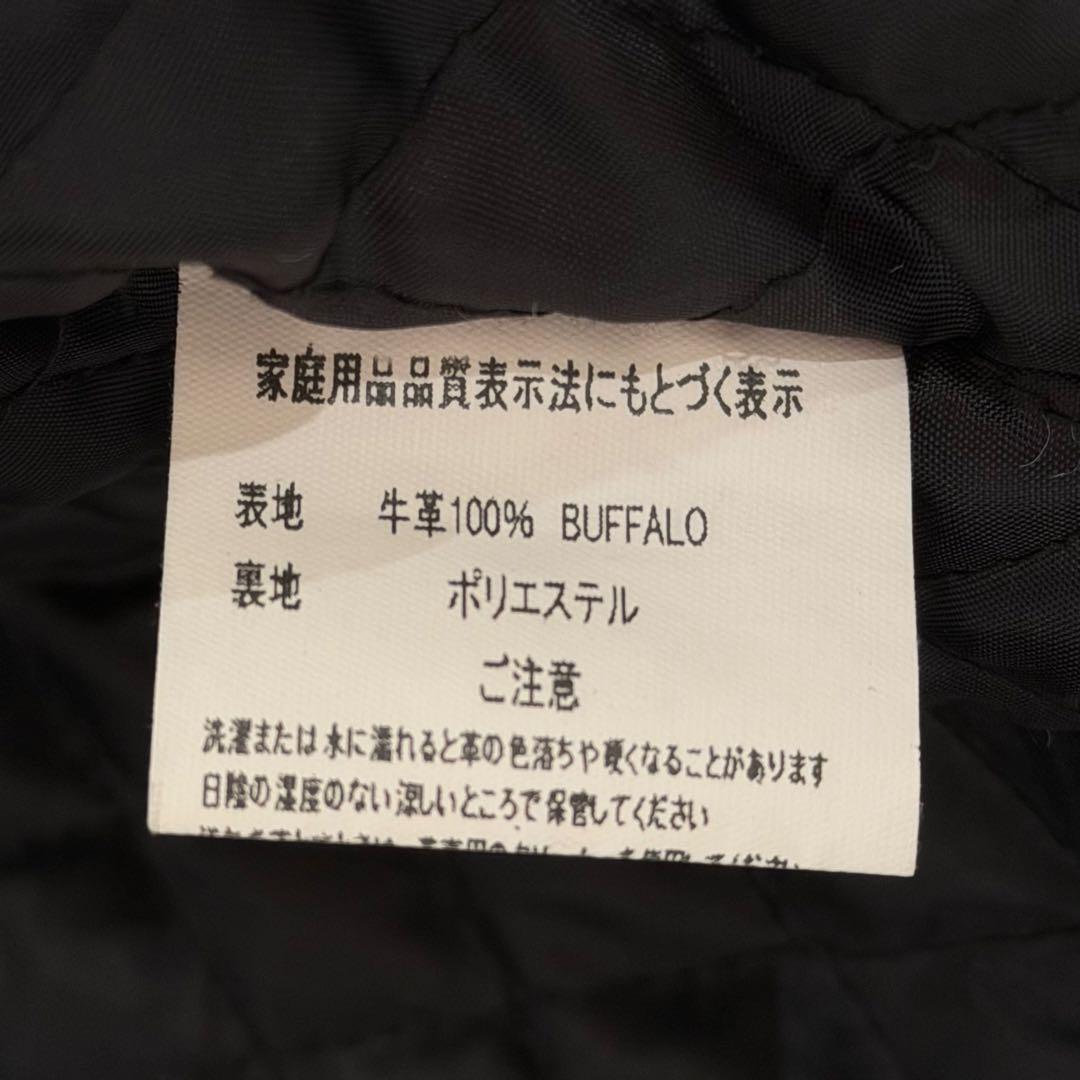 家庭用品品質表示法にもとづく表示
表地 牛革100% BUFFALO
裏地 ポリエステル
ご注意
洗濯または水に濡れると革の色落ちや硬くなることがあります
日陰の湿度のない涼しいところで保管してください